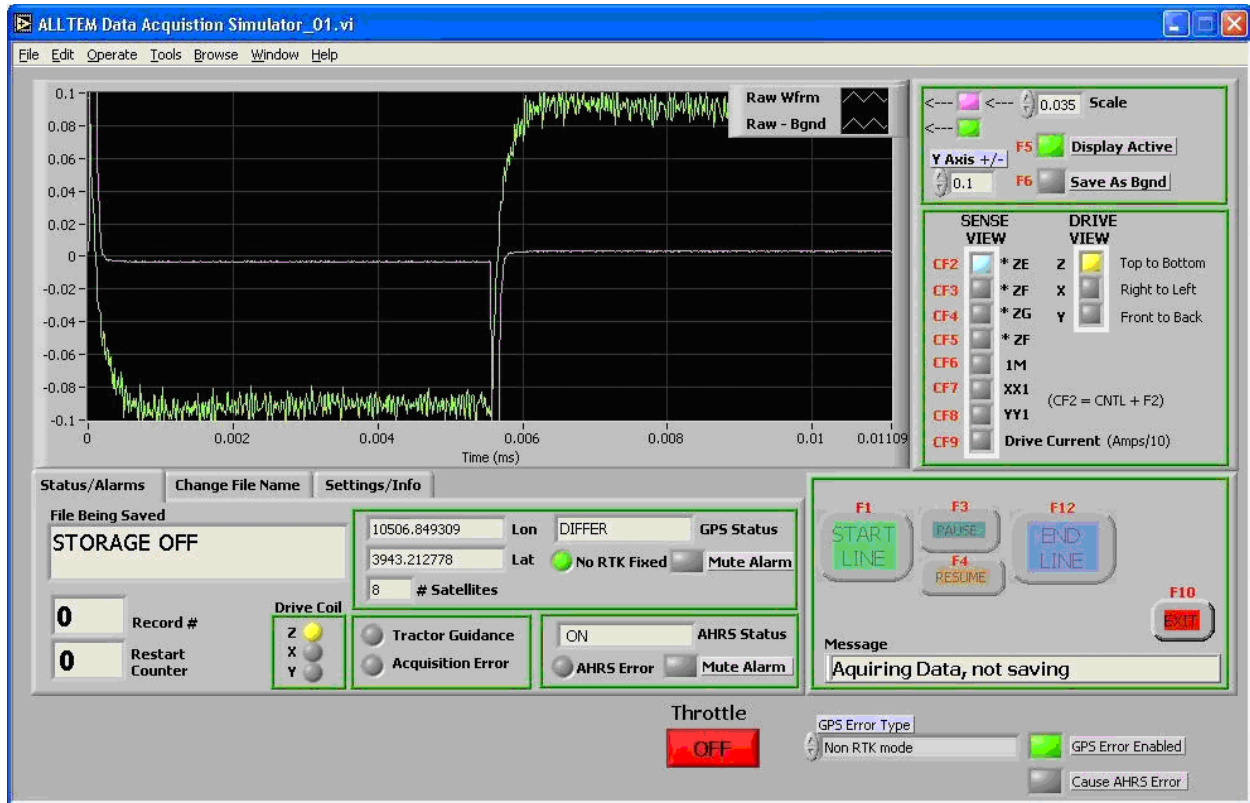 ALLTEM Data Acquistion Simulator_01.vi
File Edit Operate Tools Browse Window Help
0.1
0.08
0.06
0.04
0.02
0
-0.02
-0.04
-0.06
-0.08
-0.1
0 0.002 0.004 0.006 0.008 0.01 0.01109
Time (ms)
Raw Wfrm
Raw - Bgnd
<--- <--- 0.035 Scale
<---
F5 Display Active
Y Axis +/-
0.1
F6 Save As Bgnd
SENSE VIEW
DRIVE VIEW
CF2 * ZE
CF3 * ZF
CF4 * ZG
CF5 * ZF
CF6 1M
CF7 XX1
CF8 YY1
CF9 Drive Current (Amps/10)
Z Top to Bottom
X Right to Left
Y Front to Back
(CF2 = CNTL + F2)
Status/Alarms Change File Name Settings/Info
File Being Saved
STORAGE OFF
0 Record #
0 Restart
Counter
Drive Coil
Z
X
Y
10506.849309 Lon DIFFER GPS Status
3943.212778 Lat No RTK Fixed Mute Alarm
8 # Satellites
Tractor Guidance
Acquisition Error
ON AHRS Status
AHRS Error Mute Alarm
F1
START
LINE
F3
PAUSE
F4
RESUME
F12
END
LINE
F10
EXIT
Message
Aquiring Data, not saving
Throttle
OFF
GPS Error Type
Non RTK mode
GPS Error Enabled
Cause AHRS Error